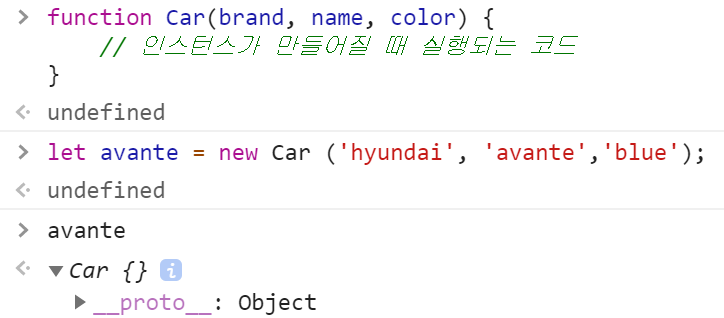 function Car(brand, name, color) {
// 인스턴스가 만들어질 때 실행되는 코드
}
undefined
let avante = new Car ('hyundai', 'avante','blue');
undefined
avante
Car {} i
__proto__: Object